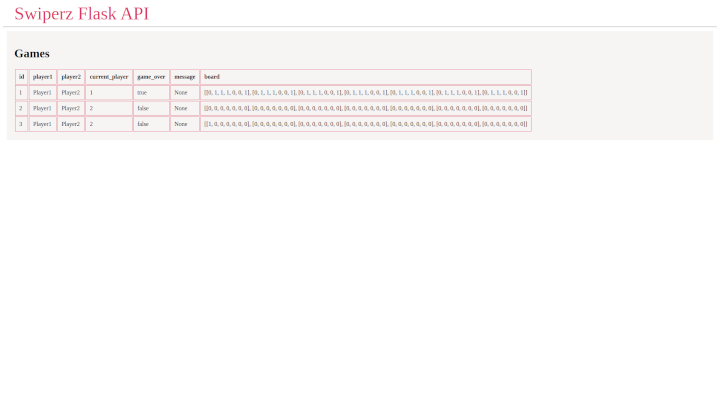 Swiperz Flask API
Games
id player1 player2 current_player game_over message board
1 Player1 Player2 1 true None [[0, 1, 1, 1, 0, 0, 1], [0, 1, 1, 1, 0, 0, 1], [0, 1, 1, 1, 0, 0, 1], [0, 1, 1, 1, 0, 0, 1], [0, 1, 1, 1, 0, 0, 1], [0, 1, 1, 1, 0, 0, 1], [0, 1, 1, 1, 0, 0, 1]]
2 Player1 Player2 2 false None [[0, 0, 0, 0, 0, 0, 0], [0, 0, 0, 0, 0, 0, 0], [0, 0, 0, 0, 0, 0, 0], [0, 0, 0, 0, 0, 0, 0], [0, 0, 0, 0, 0, 0, 0], [0, 0, 0, 0, 0, 0, 0], [0, 0, 0, 0, 0, 0, 0]]
3 Player1 Player2 2 false None [[1, 0, 0, 0, 0, 0, 0], [0, 0, 0, 0, 0, 0, 0], [0, 0, 0, 0, 0, 0, 0], [0, 0, 0, 0, 0, 0, 0], [0, 0, 0, 0, 0, 0, 0], [0, 0, 0, 0, 0, 0, 0], [0, 0, 0, 0, 0, 0, 0]]